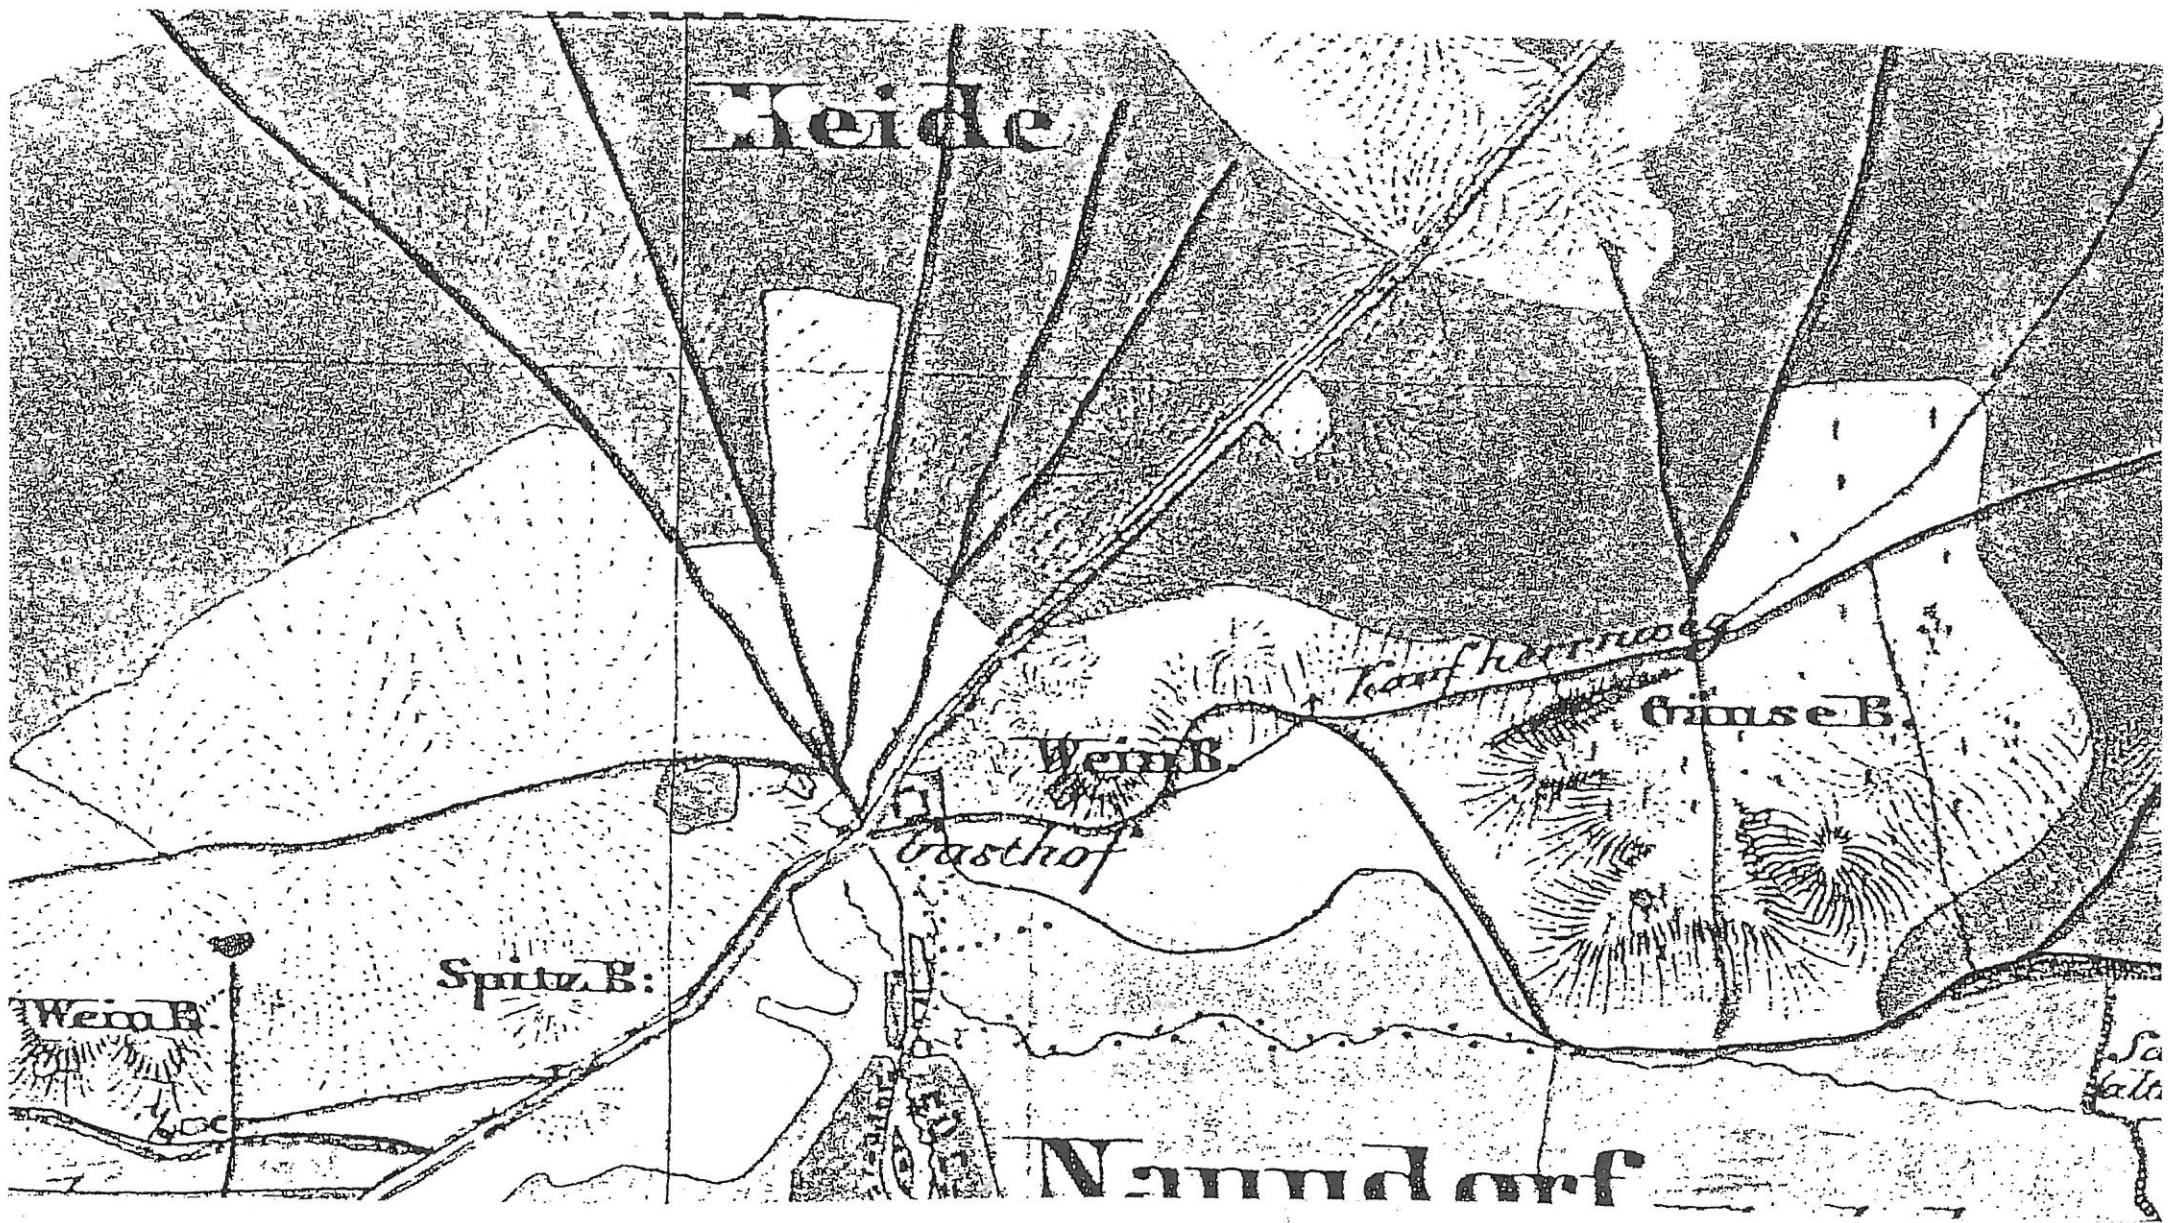 Heide
Kaufherrnweg
Gänse B.
Wein B.
Gasthof
Spitz B:
Wein B.
Naundorf